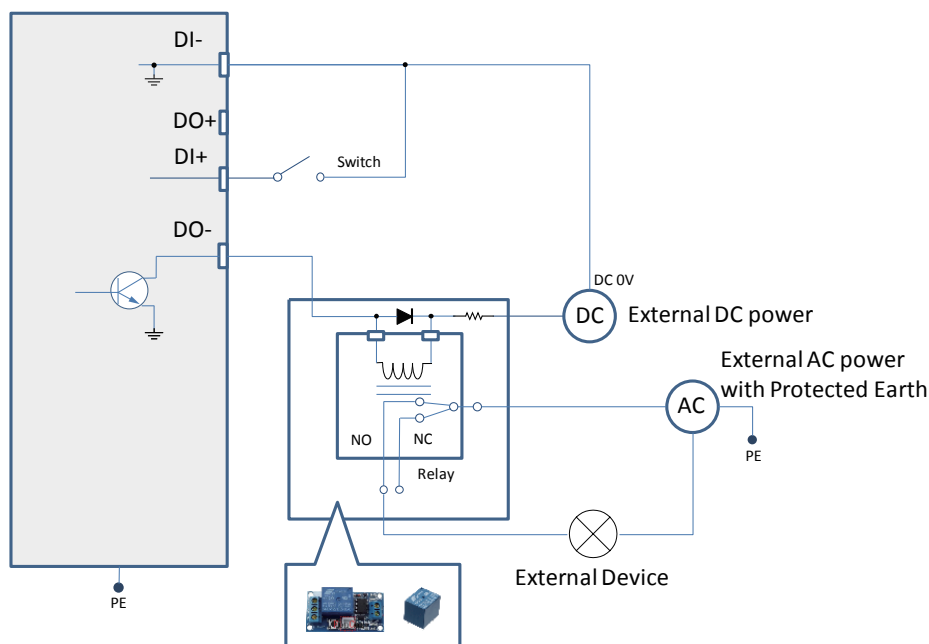 DI-
DO+
DI+
Switch
DO-
DC 0V
DC
External DC power
External AC power
with Protected Earth
AC
PE
NO
NC
Relay
External Device
PE